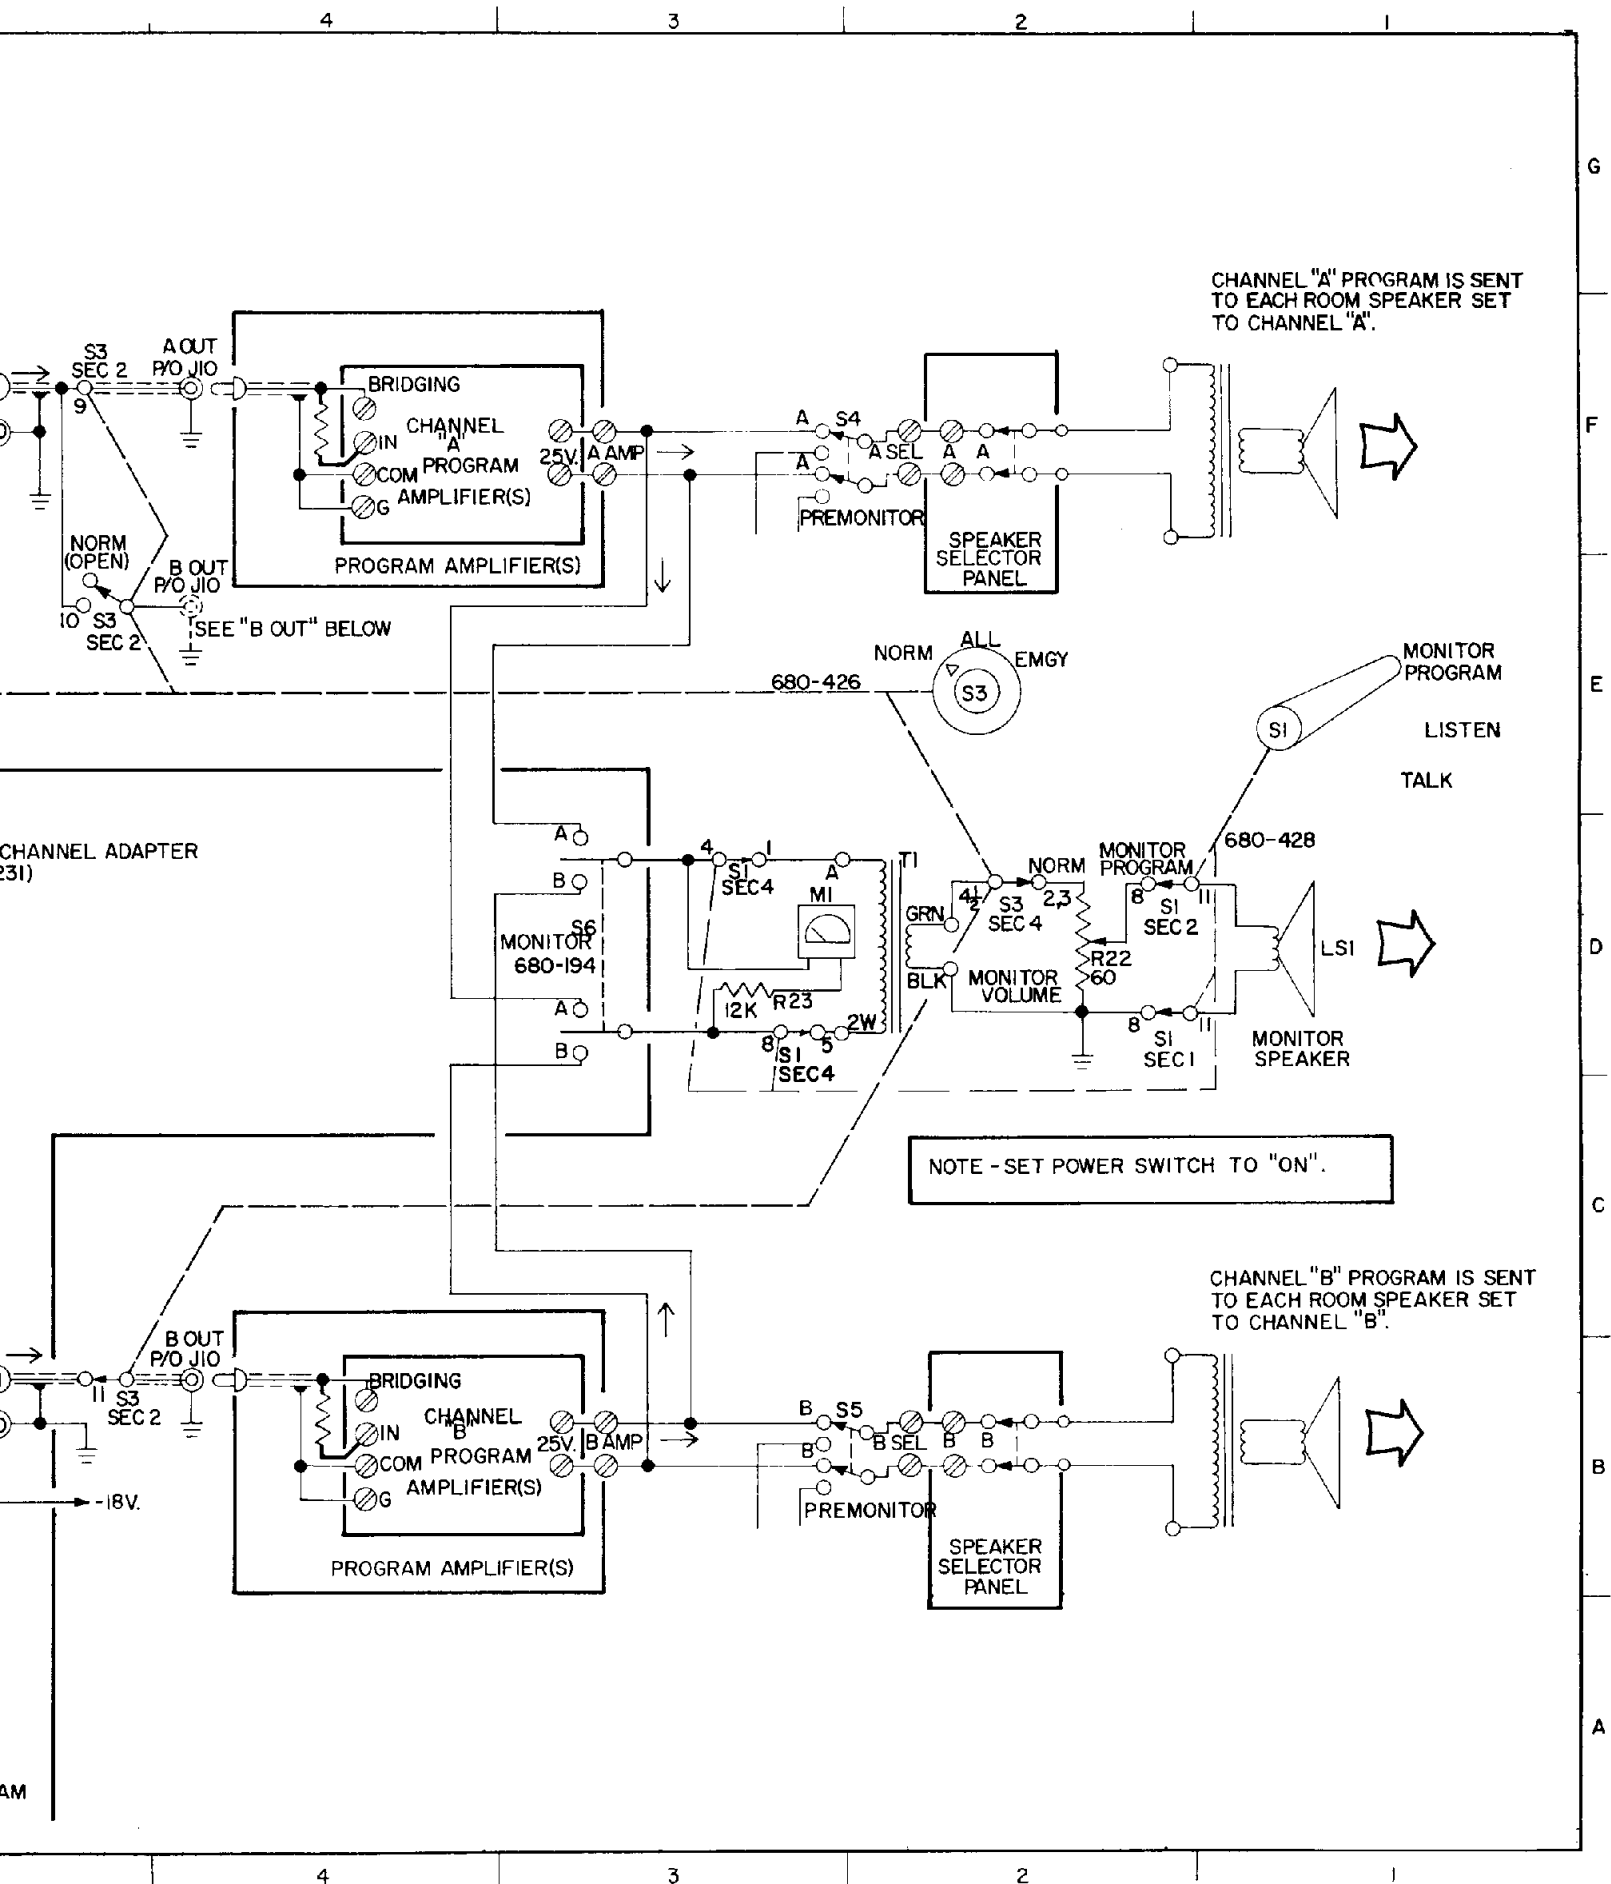 4 3 2 1
G
CHANNEL "A" PROGRAM IS SENT
TO EACH ROOM SPEAKER SET
TO CHANNEL "A".
S3
SEC 2
9
A OUT
P/O J10
BRIDGING
IN
COM
G
CHANNEL
"A"
PROGRAM
AMPLIFIER(S)
25V.
A AMP
PROGRAM AMPLIFIER(S)
A
S4
A
PREMONITOR
A SEL
A
A
SPEAKER
SELECTOR
PANEL
F
NORM
(OPEN)
10
S3
SEC 2
B OUT
P/O J10
SEE "B OUT" BELOW
680-426
NORM
ALL
EMGY
S3
MONITOR
PROGRAM
S1
LISTEN
TALK
E
CHANNEL ADAPTER
231)
A
B
S6
MONITOR
680-194
A
B
4
1
S1
SEC 4
A
M1
12K
R23
8
5
S1
SEC 4
2W
T1
GRN
BLK
4 1/2
S3
SEC 4
NORM
2,3
R22
60
MONITOR
VOLUME
MONITOR
PROGRAM
8
11
S1
SEC 2
680-428
8
11
S1
SEC 1
LS1
MONITOR
SPEAKER
D
NOTE - SET POWER SWITCH TO "ON".
C
CHANNEL "B" PROGRAM IS SENT
TO EACH ROOM SPEAKER SET
TO CHANNEL "B".
11
S3
SEC 2
B OUT
P/O J10
BRIDGING
IN
COM
G
CHANNEL
"B"
PROGRAM
AMPLIFIER(S)
25V.
B AMP
PROGRAM AMPLIFIER(S)
B
S5
B
PREMONITOR
B SEL
B
B
SPEAKER
SELECTOR
PANEL
B
-18V.
A
AM
4 3 2 1